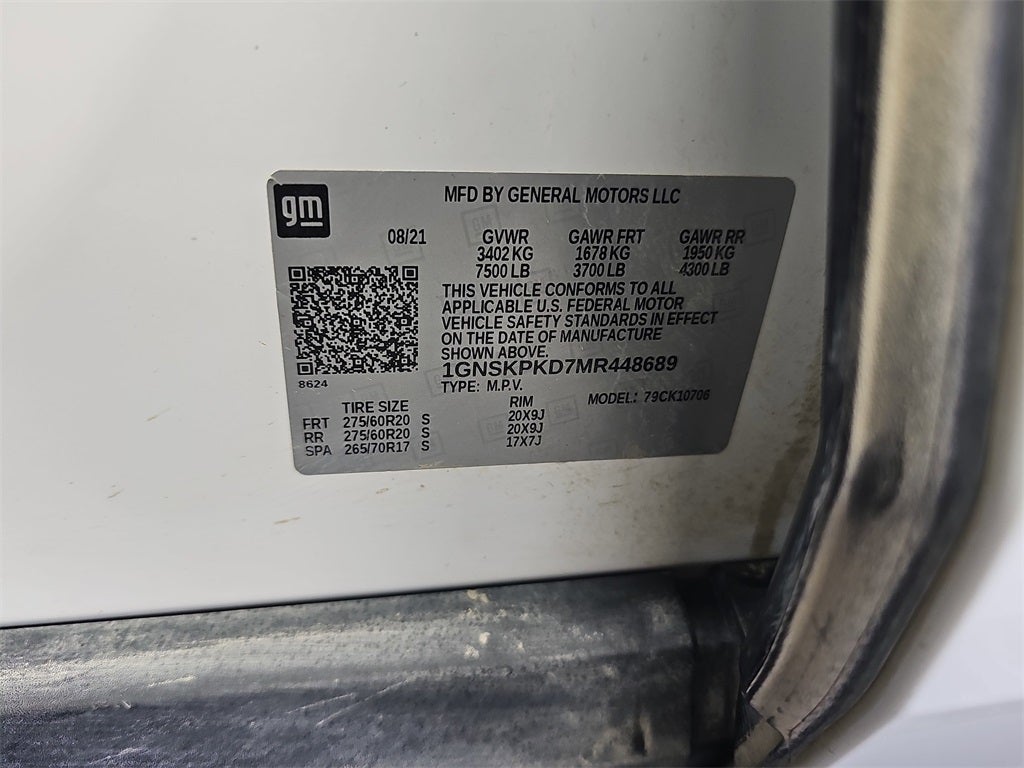 gm
MFD BY GENERAL MOTORS LLC
08/21 GVWR GAWR FRT GAWR RR
3402 KG 1678 KG 1950 KG
7500 LB 3700 LB 4300 LB
THIS VEHICLE CONFORMS TO ALL
APPLICABLE U.S. FEDERAL MOTOR
VEHICLE SAFETY STANDARDS IN EFFECT
ON THE DATE OF MANUFACTURE
SHOWN ABOVE.
1GNSKPKD7MR448689
8624
TYPE: M.P.V.
TIRE SIZE RIM MODEL: 79CK10706
FRT 275/60R20 S 20X9J
RR 275/60R20 S 20X9J
SPA 265/70R17 S 17X7J